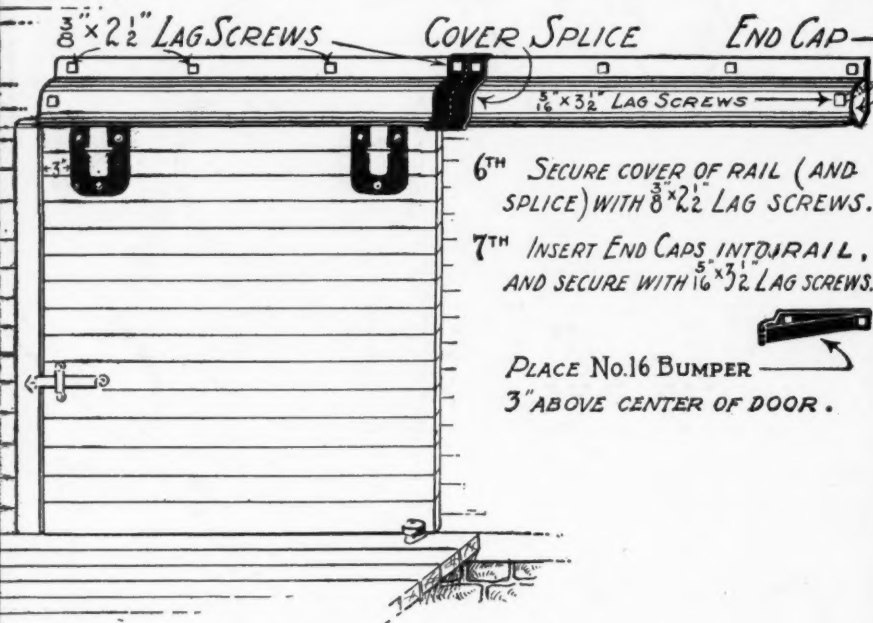 3/8" × 2 1/2" LAG SCREWS COVER SPLICE END CAP
5/16" × 3 1/2" LAG SCREWS
3"
6TH SECURE COVER OF RAIL (AND
SPLICE) WITH 3/8" × 2 1/2" LAG SCREWS.
7TH INSERT END CAPS INTO RAIL,
AND SECURE WITH 5/16" × 3 1/2" LAG SCREWS.
PLACE No.16 BUMPER
3" ABOVE CENTER OF DOOR.